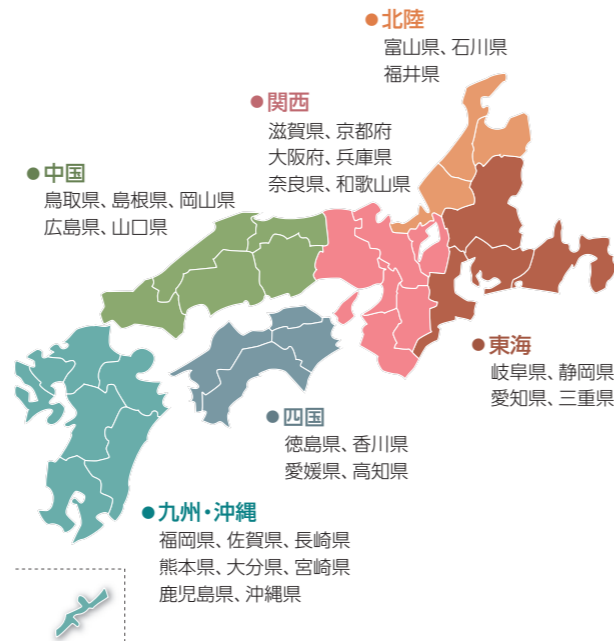 ●北陸
富山県、石川県
福井県
●関西
滋賀県、京都府
大阪府、兵庫県
奈良県、和歌山県
●中国
鳥取県、島根県、岡山県
広島県、山口県
●東海
岐阜県、静岡県
愛知県、三重県
●四国
徳島県、香川県
愛媛県、高知県
●九州・沖縄
福岡県、佐賀県、長崎県
熊本県、大分県、宮崎県
鹿児島県、沖縄県